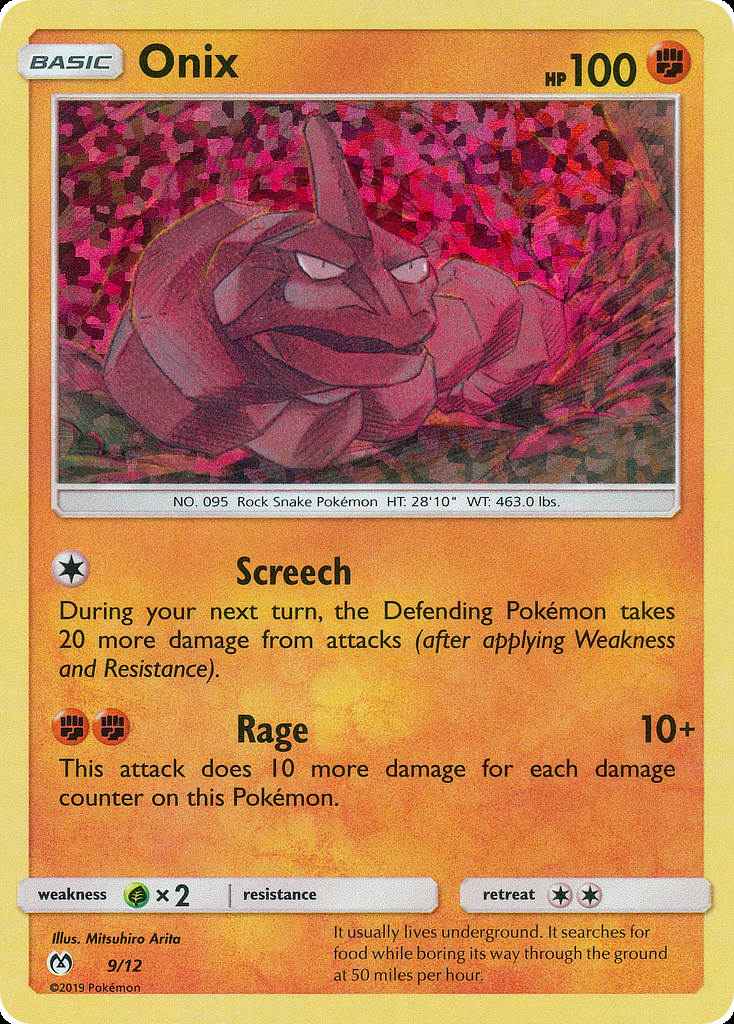 BASIC Onix HP 100
NO. 095 Rock Snake Pokémon HT: 28'10" WT: 463.0 lbs.
Screech
During your next turn, the Defending Pokémon takes
20 more damage from attacks (after applying Weakness
and Resistance).
Rage 10+
This attack does 10 more damage for each damage
counter on this Pokémon.
weakness × 2 resistance retreat
Illus. Mitsuhiro Arita
9/12
©2019 Pokémon
It usually lives underground. It searches for
food while boring its way through the ground
at 50 miles per hour.